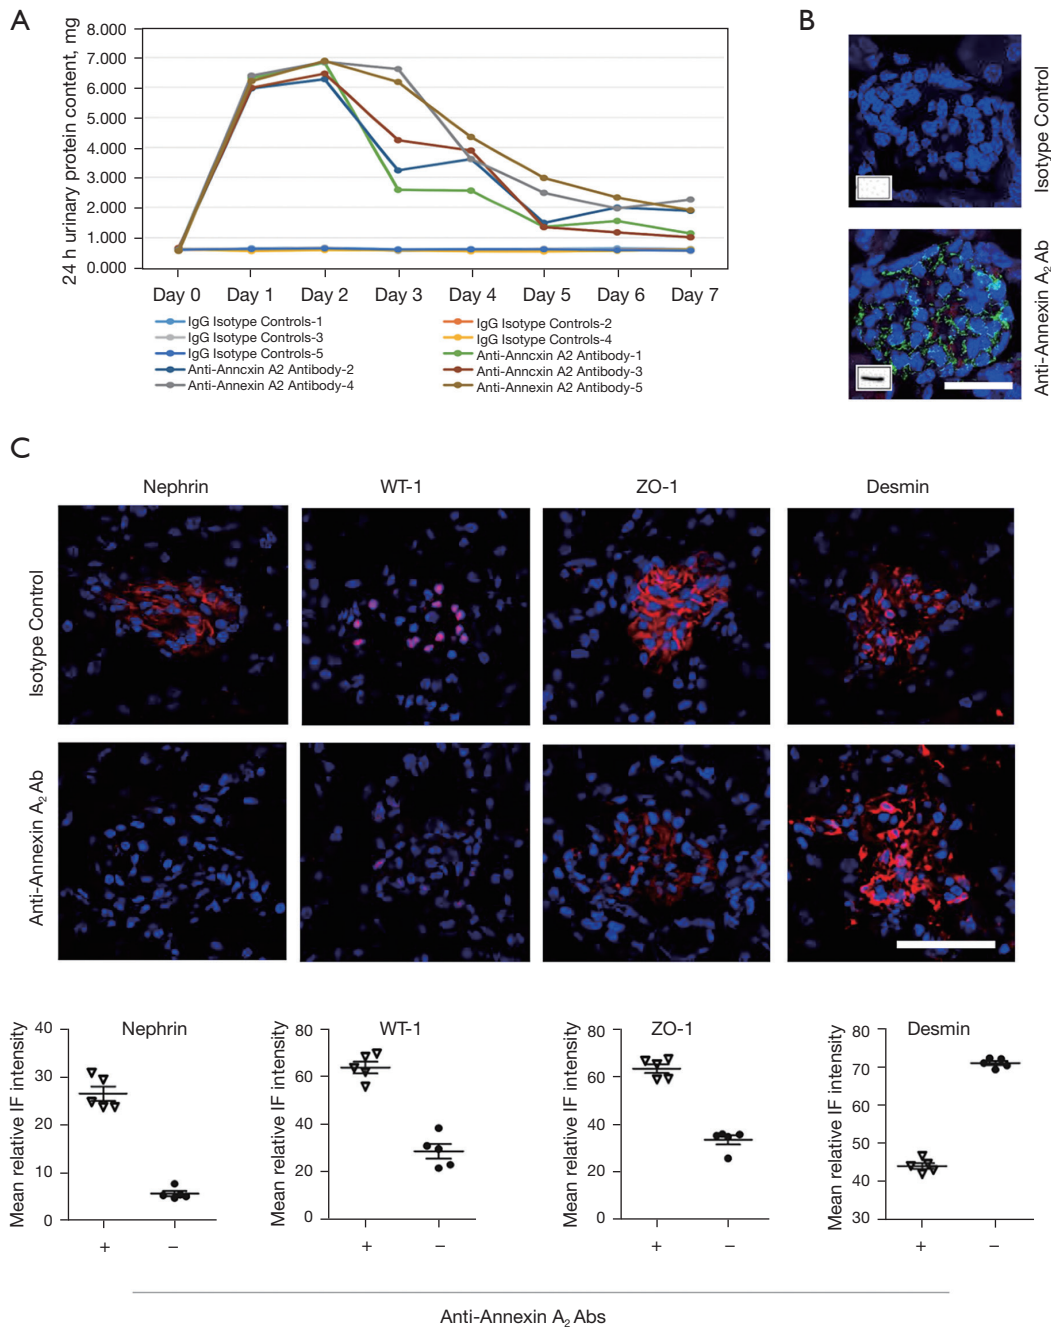 A
24 h urinary protein content, mg
8.000
7.000
6.000
5.000
4.000
3.000
2.000
1.000
0.000
Day 0 Day 1 Day 2 Day 3 Day 4 Day 5 Day 6 Day 7
IgG Isotype Controls-1 IgG Isotype Controls-2
IgG Isotype Controls-3 IgG Isotype Controls-4
IgG Isotype Controls-5 Anti-Anncxin A2 Antibody-1
Anti-Anncxin A2 Antibody-2 Anti-Anncxin A2 Antibody-3
Anti-Annexin A2 Antibody-4 Anti-Annexin A2 Antibody-5
B
Isotype Control
Anti-Annexin A₂ Ab
C
Nephrin WT-1 ZO-1 Desmin
Isotype Control
Anti-Annexin A₂ Ab
Nephrin
Mean relative IF intensity
40
30
20
10
0
+ −
WT-1
Mean relative IF intensity
80
60
40
20
0
+ −
ZO-1
Mean relative IF intensity
80
60
40
20
0
+ −
Desmin
Mean relative IF intensity
80
70
60
50
40
30
+ −
Anti-Annexin A₂ Abs